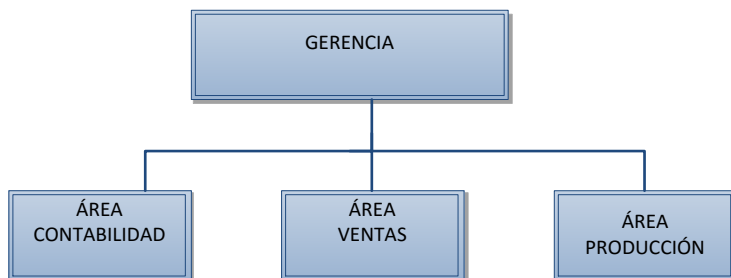 GERENCIA
ÁREA
CONTABILIDAD
ÁREA
VENTAS
ÁREA
PRODUCCIÓN